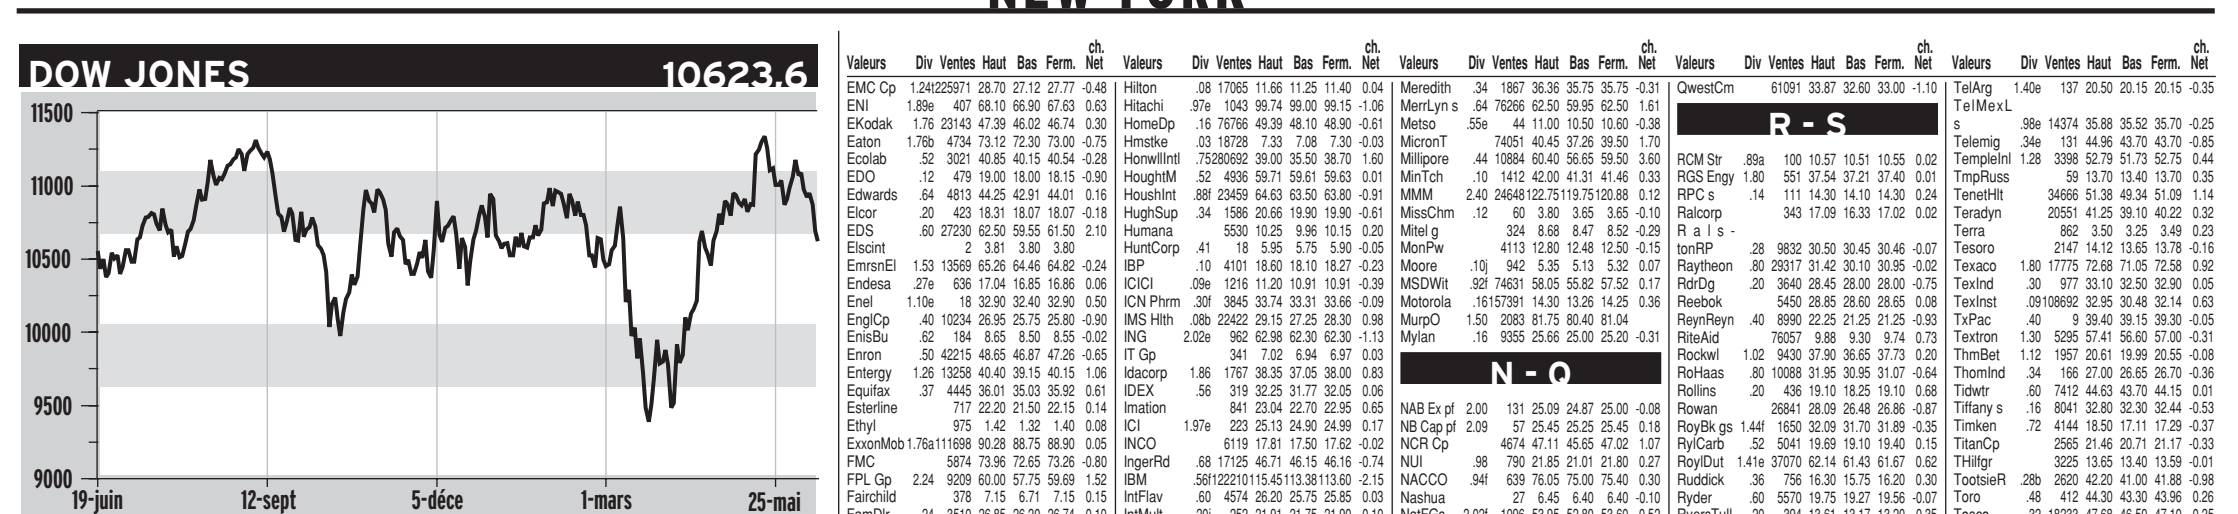 NEW YORK
DOW JONES 10623,6
11500
11000
10500
10000
9500
9000
19-juin 12-sept 5-déce 1-mars 25-mai
Valeurs Div Ventes Haut Bas Ferm. ch. Net
EMC Cp 1.24t225971 28.70 27.12 27.77 -0.48
ENI 1.89e 407 68.10 66.90 67.63 0.63
EKodak 1.76 23143 47.39 46.02 46.74 0.30
Eaton 1.76b 4734 73.12 72.30 73.00 -0.75
Ecolab .52 3021 40.85 40.15 40.54 -0.28
EDO .12 479 19.00 18.00 18.15 -0.90
Edwards .64 4813 44.25 42.91 44.01 0.16
Elcor .20 423 18.31 18.07 18.07 -0.18
EDS .60 27230 62.50 59.55 61.50 2.10
Elscint 2 3.81 3.80 3.80
EmrsnEl 1.53 13569 65.26 64.46 64.82 -0.24
Endesa .27e 636 17.04 16.85 16.86 0.06
Enel 1.10e 18 32.90 32.40 32.90 0.50
EnglCp .40 10234 26.95 25.75 25.80 -0.90
EnisBu .62 184 8.65 8.50 8.55 -0.02
Enron .50 42215 48.65 46.87 47.26 -0.65
Entergy 1.26 13258 40.40 39.15 40.15 1.06
Equifax .37 4445 36.01 35.03 35.92 0.61
Esterline 717 22.20 21.50 22.15 0.14
Ethyl 975 1.42 1.32 1.40 0.08
ExxonMob 1.76a111698 90.28 88.75 88.90 0.05
FMC 5874 73.96 72.65 73.26 -0.80
FPL Gp 2.24 9209 60.00 57.75 59.69 1.52
Fairchild 378 7.15 6.71 7.15 0.15
Valeurs Div Ventes Haut Bas Ferm. ch. Net
Hilton .08 17065 11.66 11.25 11.40 0.04
Hitachi .97e 1043 99.74 99.00 99.15 -1.06
HomeDp .16 76766 49.39 48.10 48.90 -0.61
Hmstke .03 18728 7.33 7.08 7.30 -0.03
HonwllIntl .75280692 39.00 35.50 38.70 1.60
HoughtM .52 4936 59.71 59.61 59.63 0.01
HoushInt .88f 23459 64.63 63.50 63.80 -0.91
HughSup .34 1586 20.66 19.90 19.90 -0.61
Humana 5530 10.25 9.96 10.15 0.20
HuntCorp .41 18 5.95 5.75 5.90 -0.05
IBP .10 4101 18.60 18.10 18.27 -0.23
ICICI .09e 1216 11.20 10.91 10.91 -0.39
ICN Phrm .30f 3845 33.74 33.31 33.66 -0.09
IMS Hlth .08b 22422 29.15 27.25 28.30 0.98
ING 2.02e 962 62.98 62.30 62.30 -1.13
IT Gp 341 7.02 6.94 6.97 0.03
Idacorp 1.86 1767 38.35 37.05 38.00 0.83
IDEX .56 319 32.25 31.77 32.05 0.06
Imation 841 23.04 22.70 22.95 0.65
ICI 1.97e 223 25.13 24.90 24.99 0.17
INCO 6119 17.81 17.50 17.62 -0.02
IngerRd .68 17125 46.71 46.15 46.16 -0.74
IBM .56f122210115.45113.38113.60 -2.15
IntFlav .60 4574 26.20 25.75 25.85 0.03
Valeurs Div Ventes Haut Bas Ferm. ch. Net
Meredith .34 1867 36.36 35.75 35.75 -0.31
MerrLyn s .64 76266 62.50 59.95 62.50 1.61
Metso .55e 44 11.00 10.50 10.60 -0.38
MicronT 74051 40.45 37.26 39.50 1.70
Millipore .44 10884 60.40 56.65 59.50 3.60
MinTch .10 1412 42.00 41.31 41.46 0.33
MMM 2.40 24648122.75119.75120.88 0.12
MissChm .12 60 3.80 3.65 3.65 -0.10
Mitel g 324 8.68 8.47 8.52 -0.29
MonPw 4113 12.80 12.48 12.50 -0.15
Moore .10j 942 5.35 5.13 5.32 0.07
MSDWit .92f 74631 58.05 55.82 57.52 0.17
Motorola .16157391 14.30 13.26 14.25 0.36
MurpO 1.50 2083 81.75 80.40 81.04
Mylan .16 9355 25.66 25.00 25.20 -0.31
N - Q
NAB Ex pf 2.00 131 25.09 24.87 25.00 -0.08
NB Cap pf 2.09 57 25.45 25.25 25.45 0.18
NCR Cp 4674 47.11 45.65 47.02 1.07
NUI .98 790 21.85 21.01 21.80 0.27
NACCO .94f 639 76.05 75.00 75.40 0.30
Nashua 27 6.45 6.40 6.40 -0.10
Valeurs Div Ventes Haut Bas Ferm. ch. Net
QwestCm 61091 33.87 32.60 33.00 -1.10
R - S
RCM Str .89a 100 10.57 10.51 10.55 0.02
RGS Engy 1.80 551 37.54 37.21 37.40 0.01
RPC s .14 111 14.30 14.10 14.30 0.24
Ralcorp 343 17.09 16.33 17.02 0.02
Rals-
tonRP .28 9832 30.50 30.45 30.46 -0.07
Raytheon .80 29317 31.42 30.10 30.95 -0.02
RdrDg .20 3640 28.45 28.00 28.00 -0.75
Reebok 5450 28.85 28.60 28.65 0.08
ReynReyn .40 8990 22.25 21.25 21.25 -0.93
RiteAid 76057 9.88 9.30 9.74 0.73
Rockwl 1.02 9430 37.90 36.65 37.73 0.20
RoHaas .80 10088 31.95 30.95 31.07 -0.64
Rollins .20 436 19.10 18.25 19.10 0.68
Rowan 26841 28.09 26.48 26.86 -0.87
RoyBk gs 1.44f 1650 32.09 31.70 31.89 -0.35
RylCarb .52 5041 19.69 19.10 19.40 0.15
RoylDut 1.41e 37070 62.14 61.43 61.67 0.62
Ruddick .36 756 16.30 15.75 16.20 0.30
Ryder .60 5570 19.75 19.27 19.56 -0.07
Valeurs Div Ventes Haut Bas Ferm. ch. Net
TelArg 1.40e 137 20.50 20.15 20.15 -0.35
TelMexL
s .98e 14374 35.88 35.52 35.70 -0.25
Telemig .34e 131 44.96 43.70 43.70 -0.85
TempleInl 1.28 3398 52.79 51.73 52.75 0.44
TmpRuss 59 13.70 13.40 13.70 0.35
TenetHlt 34666 51.38 49.34 51.09 1.14
Teradyn 20551 41.25 39.10 40.22 0.32
Terra 862 3.50 3.25 3.49 0.23
Tesoro 2147 14.12 13.65 13.78 -0.16
Texaco 1.80 17775 72.68 71.05 72.58 0.92
TexInd .30 977 33.10 32.50 32.90 0.05
TexInst .09108692 32.95 30.48 32.14 0.63
TxPac .40 9 39.40 39.15 39.30 -0.05
Textron 1.30 5295 57.41 56.60 57.00 -0.31
ThmBet 1.12 1957 20.61 19.99 20.55 -0.08
ThomInd .34 166 27.00 26.65 26.70 -0.36
Tidwtr .60 7412 44.63 43.70 44.15 0.01
Tiffany s .16 8041 32.80 32.30 32.44 -0.53
Timken .72 4144 18.50 17.11 17.29 -0.37
TitanCp 2565 21.46 20.71 21.17 -0.33
THilfgr 3225 13.65 13.40 13.59 -0.01
TootsieR .28b 2620 42.20 41.00 41.88 -0.98
Toro .48 412 44.30 43.30 43.96 0.26